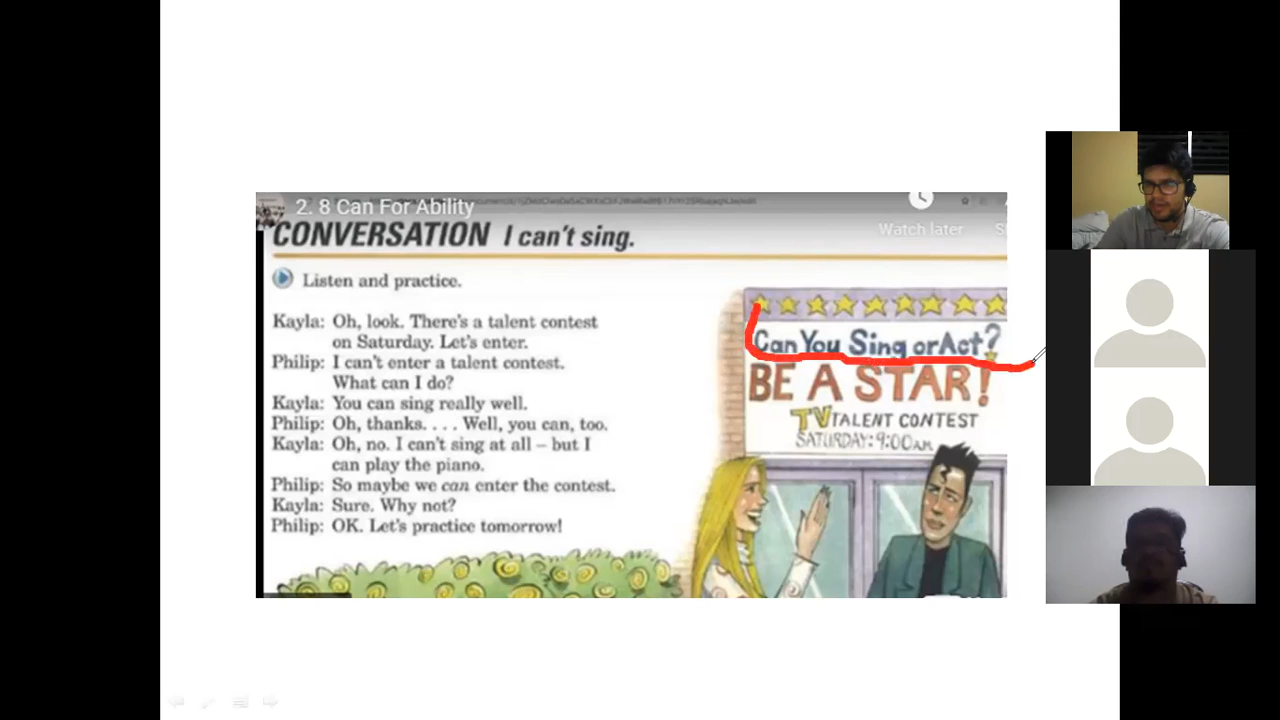 2. 8 Can For Ability
Watch later
CONVERSATION I can't sing.
Listen and practice.
Kayla: Oh, look. There's a talent contest
on Saturday. Let's enter.
Philip: I can't enter a talent contest.
What can I do?
Kayla: You can sing really well.
Philip: Oh, thanks. . . . Well, you can, too.
Kayla: Oh, no. I can't sing at all – but I
can play the piano.
Philip: So maybe we can enter the contest.
Kayla: Sure. Why not?
Philip: OK. Let's practice tomorrow!
Can You Sing or Act?
BE A STAR!
TV TALENT CONTEST
SATURDAY: 9:00 AM